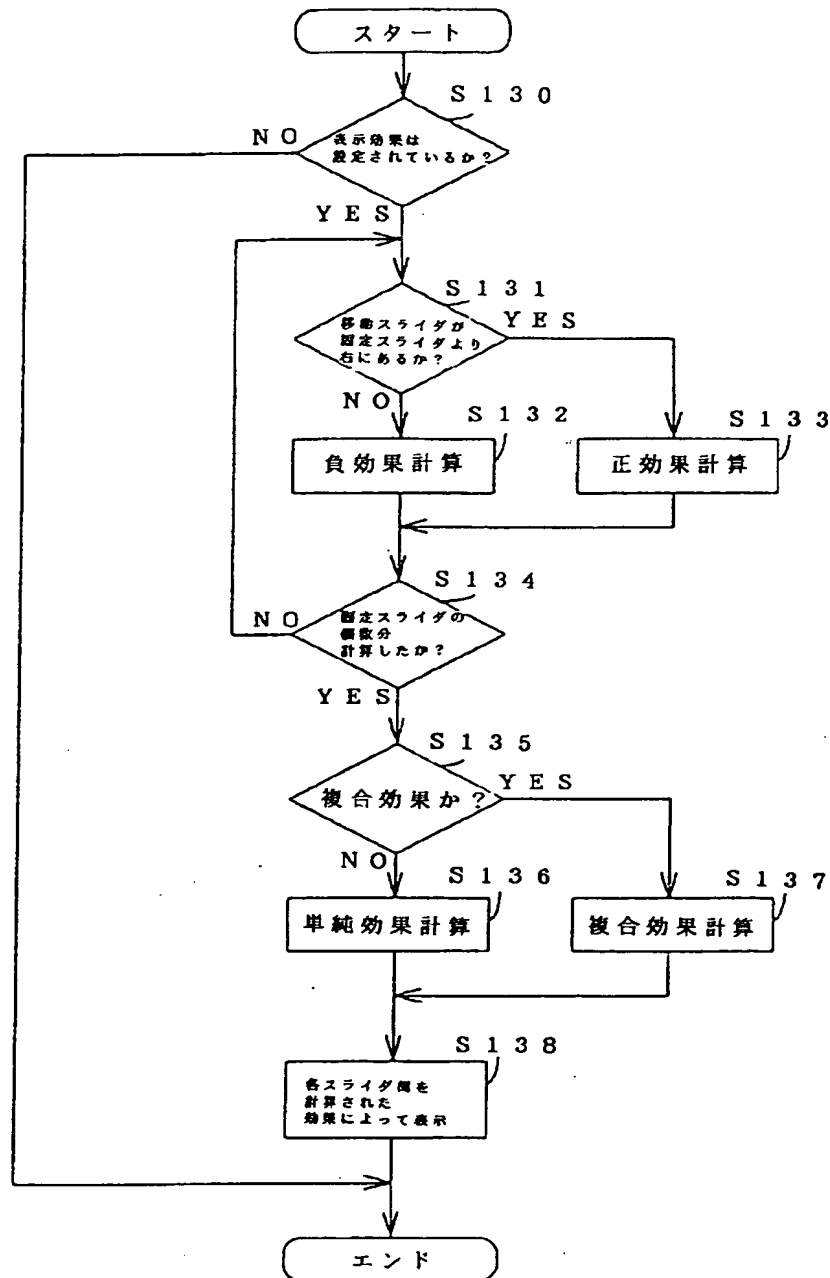 スタート
S130
NO
表示効果は
設定されているか?
YES
S131
移動スライダが
固定スライダより
右にあるか?
YES
NO
S132
負効果計算
S133
正効果計算
S134
NO
固定スライダの
個数分
計算したか?
YES
S135
複合効果か?
YES
NO
S136
単純効果計算
S137
複合効果計算
S138
各スライダ間を
計算された
効果によって表示
エンド